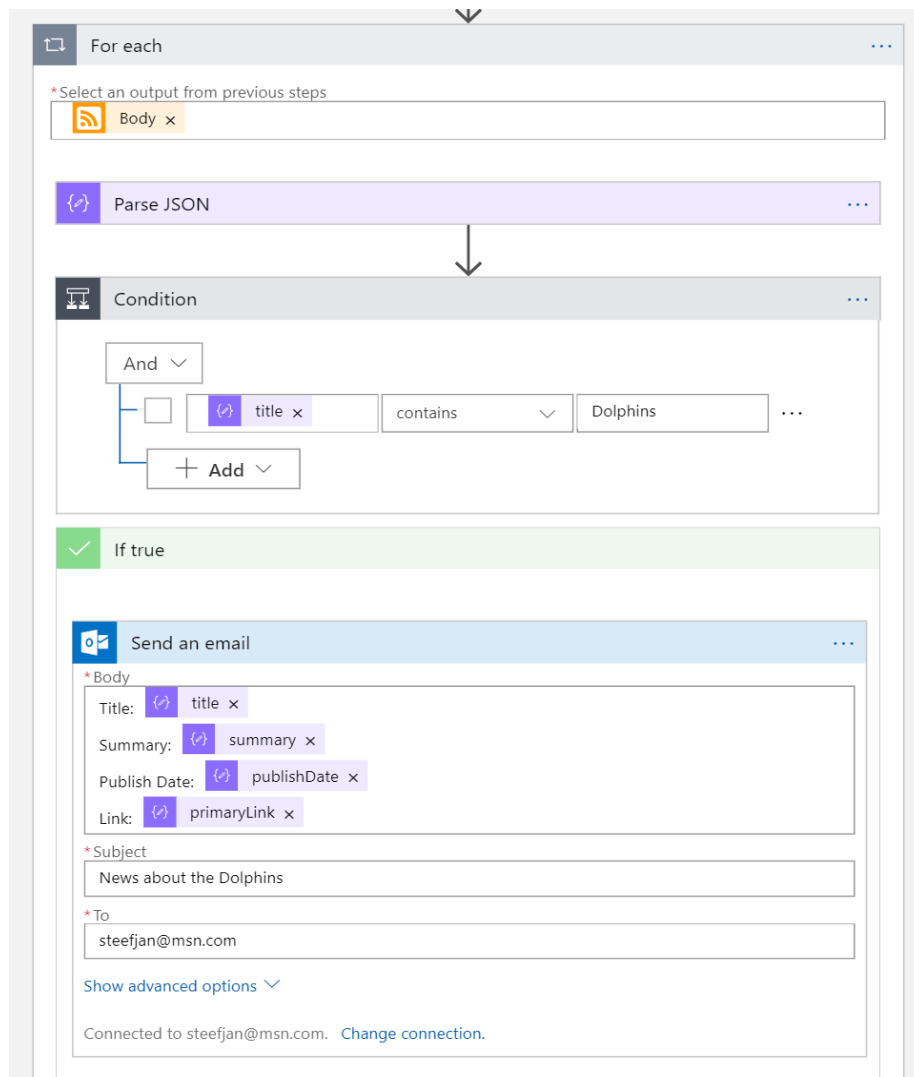 For each
...
*Select an output from previous steps
Body ×
{} Parse JSON
...
Condition
...
And
{} title × contains Dolphins ...
+ Add
If true
Send an email
...
*Body
Title: {} title ×
Summary: {} summary ×
Publish Date: {} publishDate ×
Link: {} primaryLink ×
*Subject
News about the Dolphins
*To
steefjan@msn.com
Show advanced options
Connected to steefjan@msn.com. Change connection.